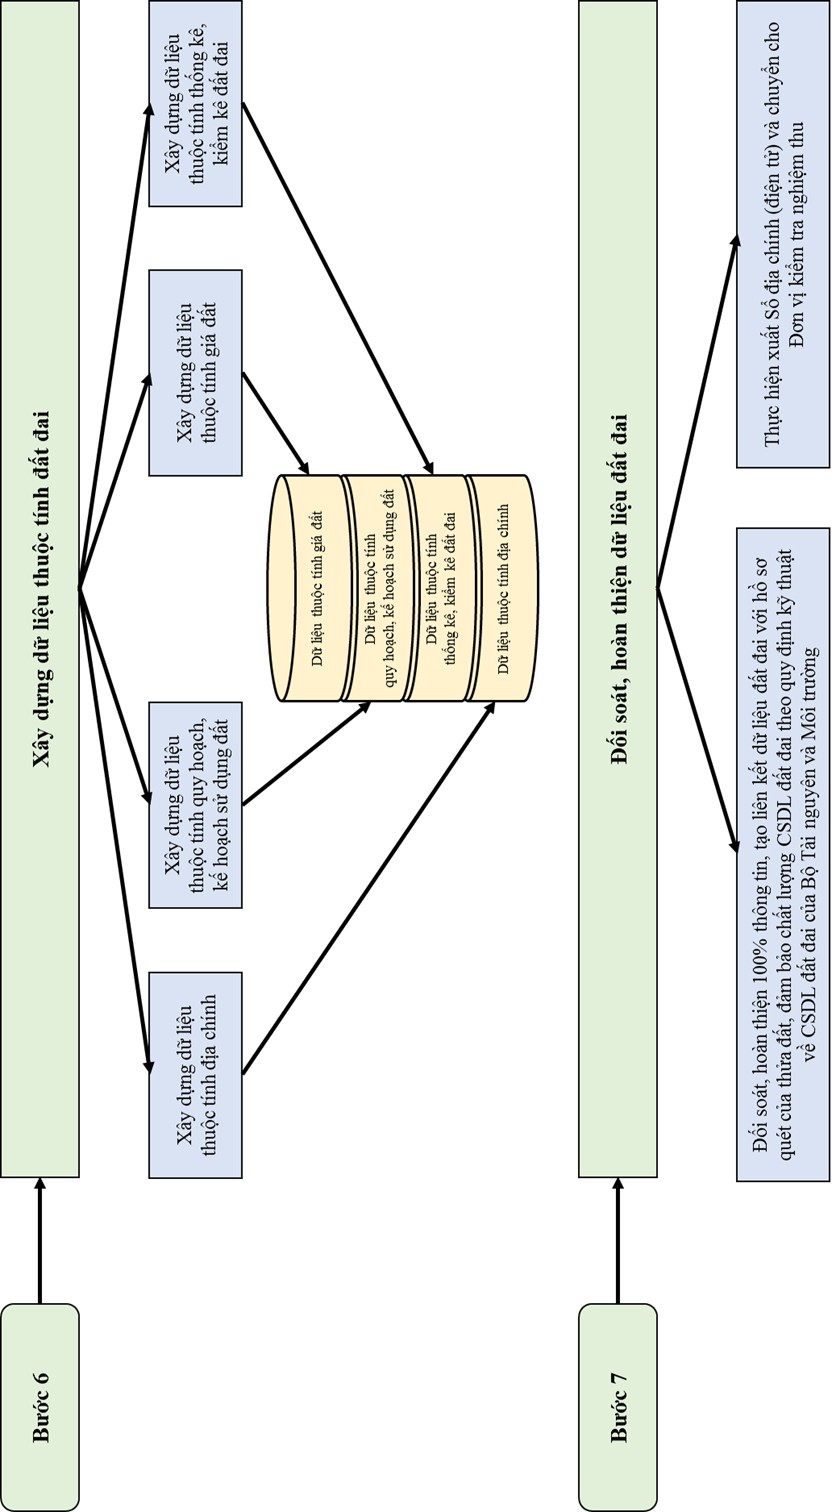 Bước 6
Xây dựng dữ liệu thuộc tính đất đai
Xây dựng dữ liệu
thuộc tính địa chính
Xây dựng dữ liệu
thuộc tính quy hoạch,
kế hoạch sử dụng đất
Xây dựng dữ liệu
thuộc tính giá đất
Xây dựng dữ liệu
thuộc tính thống kê,
kiểm kê đất đai
Dữ liệu thuộc tính giá đất
Dữ liệu thuộc tính
quy hoạch, kế hoạch sử dụng đất
Dữ liệu thuộc tính
thống kê, kiểm kê đất đai
Dữ liệu thuộc tính địa chính
Bước 7
Đối soát, hoàn thiện dữ liệu đất đai
Đối soát, hoàn thiện 100% thông tin, tạo liên kết dữ liệu đất đai với hồ sơ
quét của thửa đất, đảm bảo chất lượng CSDL đất đai theo quy định kỹ thuật
về CSDL đất đai của Bộ Tài nguyên và Môi trường
Thực hiện xuất Sổ địa chính (điện tử) và chuyển cho
Đơn vị kiểm tra nghiệm thu